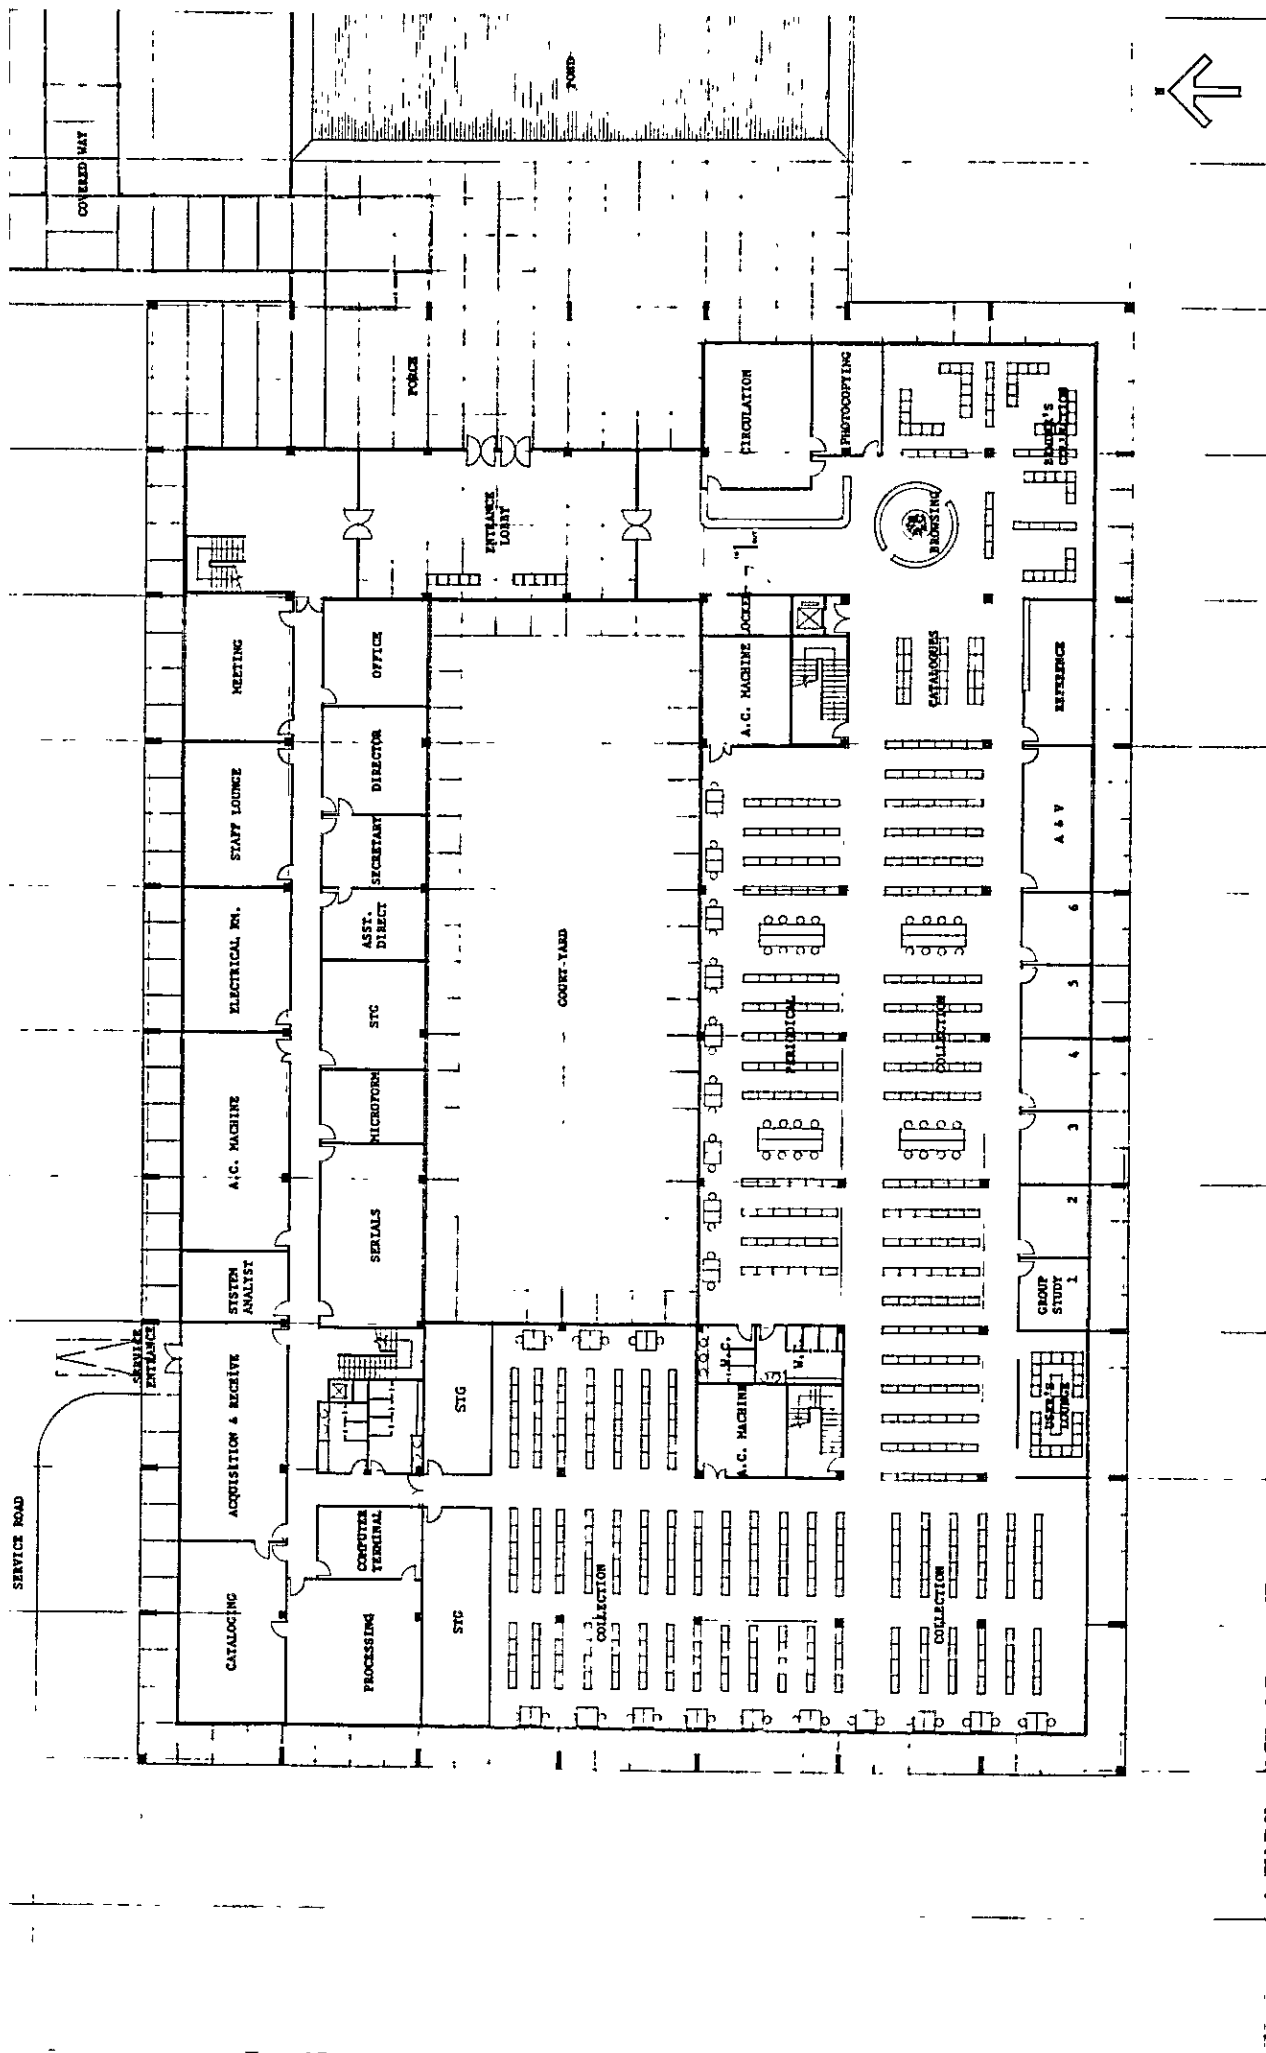 SERVICE ROAD
SERVICE
ENTRANCE
COVERED WAY
POND
N
PORCH
ENTRANCE
LOBBY
CATALOGING
ACQUISITION & RECEIVE
SYSTEM
ANALYST
A.C. MACHINE
ELECTRICAL RM.
STAFF LOUNGE
MEETING
PROCESSING
COMPUTER
TERMINAL
SERIALS
MICROFORM
STG
ASST.
DIRECT
SECRETARY
DIRECTOR
OFFICE
STG
STG
COURT-YARD
COLLECTION
A.C. MACHINE
W.C.
W.C.
A.C. MACHINE
LOCKER
CIRCULATION
PHOTOCOPYING
PERIODICAL
COLLECTION
COLLECTION
CATALOGUES
BROWSING
USER'S
LOUNGE
GROUP
STUDY
1
2
3
4
5
6
A & V
REFERENCE
COLLECTION